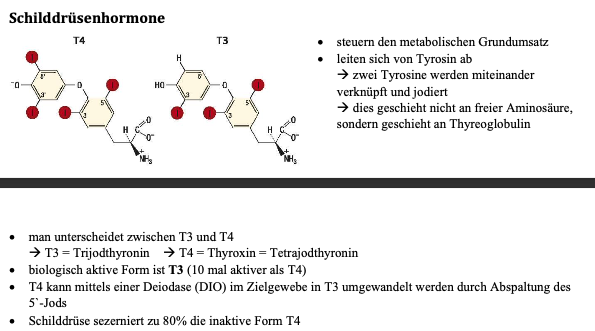 Schilddrüsenhormone
T4
T3
I
5'
I
⁻O
O
5
3'
3
I
I
H
C
O
O⁻
+
NH₃
H
5'
I
HO
O
5
3'
3
I
I
H
C
O
O⁻
+
NH₃
• steuern den metabolischen Grundumsatz
• leiten sich von Tyrosin ab
→ zwei Tyrosine werden miteinander
verknüpft und jodiert
→ dies geschieht nicht an freier Aminosäure,
sondern geschieht an Thyreoglobulin
• man unterscheidet zwischen T3 und T4
→ T3 = Trijodthyronin → T4 = Thyroxin = Tetrajodthyronin
• biologisch aktive Form ist T3 (10 mal aktiver als T4)
• T4 kann mittels einer Deiodase (DIO) im Zielgewebe in T3 umgewandelt werden durch Abspaltung des
5`-Jods
• Schilddrüse sezerniert zu 80% die inaktive Form T4